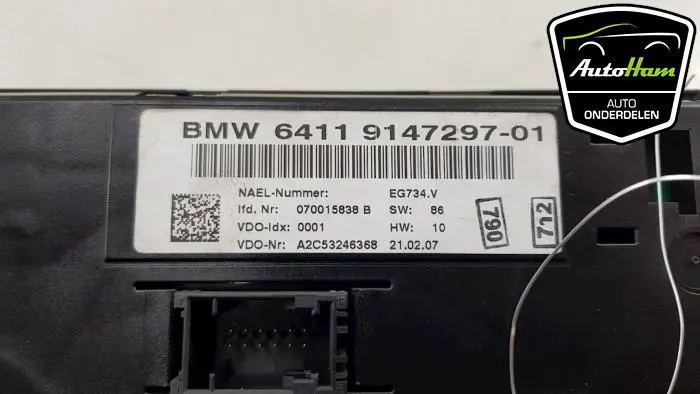 BMW 6411 9147297-01
NAEL-Nummer: EG734.V
lfd. Nr: 070015838 B SW: 86
VDO-Idx: 0001 HW: 10
VDO-Nr: A2C53246368 21.02.07
790
702
AutoHam
AUTO
ONDERDELEN